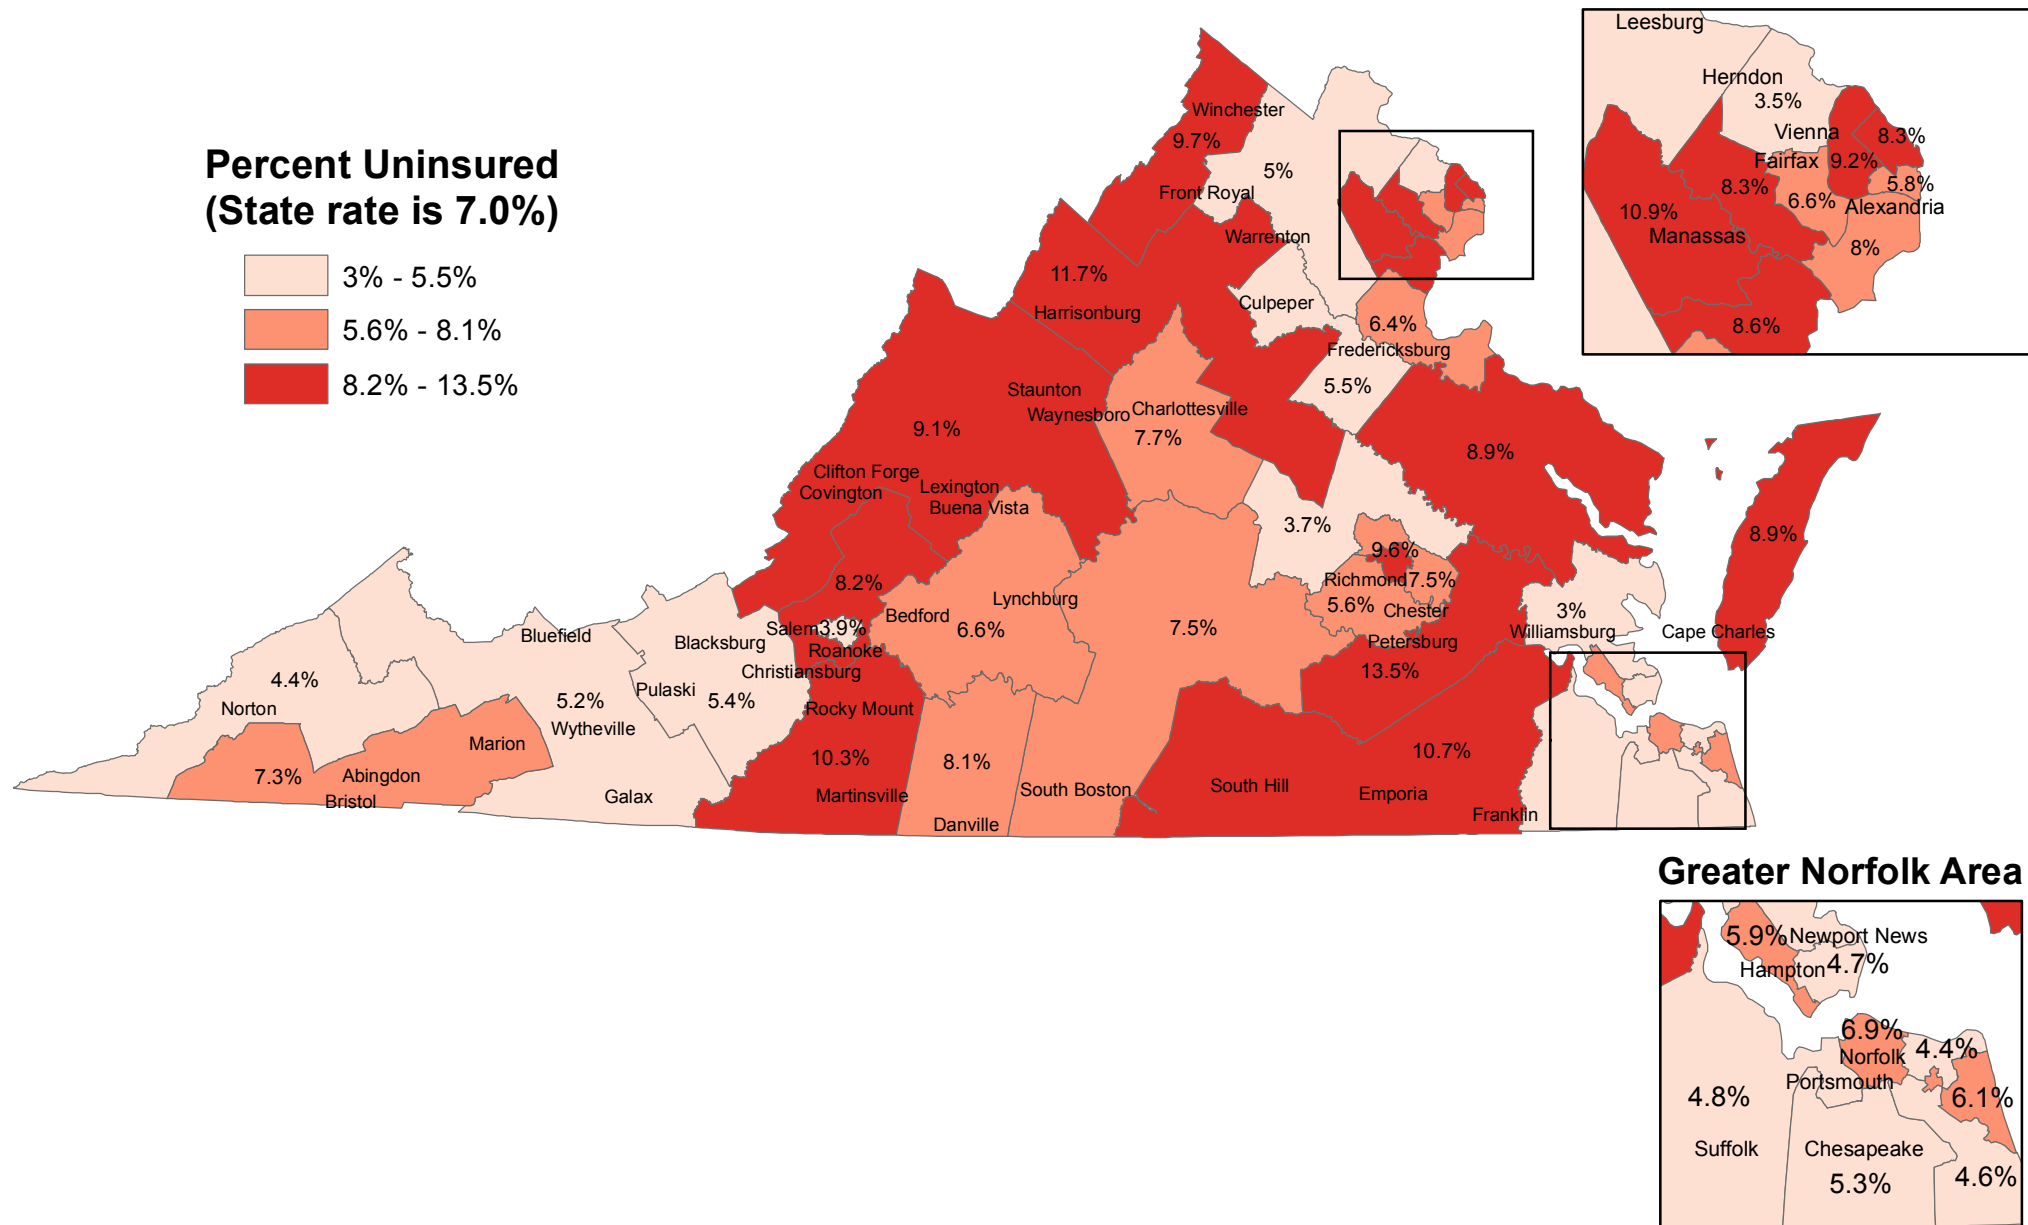 Leesburg
Herndon
3.5%
Vienna
8.3%
Fairfax
9.2%
8.3%
5.8%
6.6%
10.9%
Alexandria
Manassas
8%
8.6%
Percent Uninsured
(State rate is 7.0%)
3% - 5.5%
5.6% - 8.1%
8.2% - 13.5%
Winchester
9.7%
5%
Front Royal
Warrenton
11.7%
Culpeper
Harrisonburg
6.4%
Fredericksburg
5.5%
Staunton
Waynesboro
Charlottesville
7.7%
9.1%
8.9%
Clifton Forge
Covington
Lexington
Buena Vista
3.7%
8.9%
9.6%
Richmond
7.5%
8.2%
5.6%
Chester
Lynchburg
Bedford
6.6%
7.5%
3%
Williamsburg
Cape Charles
Petersburg
13.5%
Salem
3.9%
Roanoke
Bluefield
Blacksburg
Christiansburg
4.4%
Norton
5.2%
Pulaski
5.4%
Wytheville
Rocky Mount
Marion
10.3%
8.1%
10.7%
7.3%
Abingdon
Bristol
Galax
Martinsville
South Boston
South Hill
Emporia
Danville
Franklin
Greater Norfolk Area
5.9%
Newport News
Hampton
4.7%
6.9%
Norfolk
4.4%
Portsmouth
4.8%
6.1%
Suffolk
Chesapeake
5.3%
4.6%